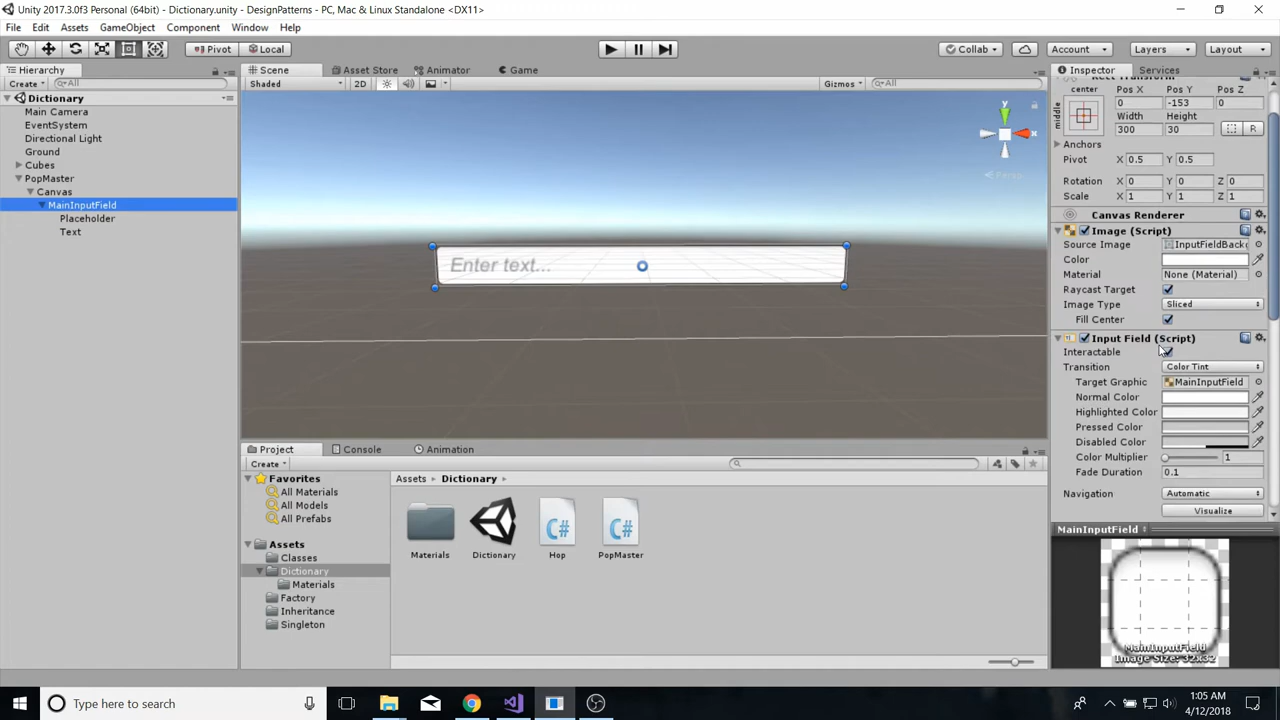 Unity 2017.3.0f3 Personal (64bit) - Dictionary.unity - DesignPatterns - PC, Mac & Linux Standalone <DX11>
File Edit Assets GameObject Component Window Help
Pivot Local Collab Account Layers Layout
Hierarchy
Create All
Dictionary
Main Camera
EventSystem
Directional Light
Ground
Cubes
PopMaster
Canvas
MainInputField
Placeholder
Text
Scene Asset Store Animator Game
Shaded 2D Gizmos All
y
Persp
Enter text...
Project Console Animation
Create
Favorites
All Materials
All Models
All Prefabs
Assets
Classes
Dictionary
Materials
Factory
Inheritance
Singleton
Assets Dictionary
Materials Dictionary Hop PopMaster
C# C#
Inspector Services
Rect Transform
center Pos X Pos Y Pos Z
middle 0 -153 0
Width Height
300 30 R
Anchors
Pivot X 0.5 Y 0.5
Rotation X 0 Y 0 Z 0
Scale X 1 Y 1 Z 1
Canvas Renderer
Image (Script)
Source Image InputFieldBackg
Color
Material None (Material)
Raycast Target
Image Type Sliced
Fill Center
Input Field (Script)
Interactable
Transition Color Tint
Target Graphic MainInputField
Normal Color
Highlighted Color
Pressed Color
Disabled Color
Color Multiplier 1
Fade Duration 0.1
Navigation Automatic
Visualize
MainInputField
MainInputField
Image Size: 32x32
Type here to search
1:05 AM
4/12/2018